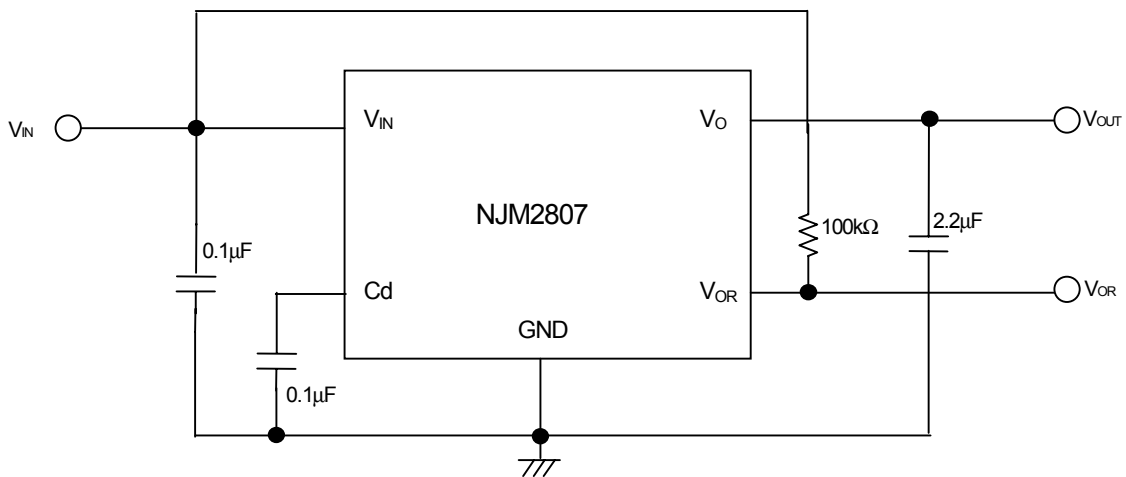 VIN
VIN
VO
VOUT
NJM2807
100kΩ
2.2µF
0.1µF
Cd
VOR
VOR
GND
0.1µF